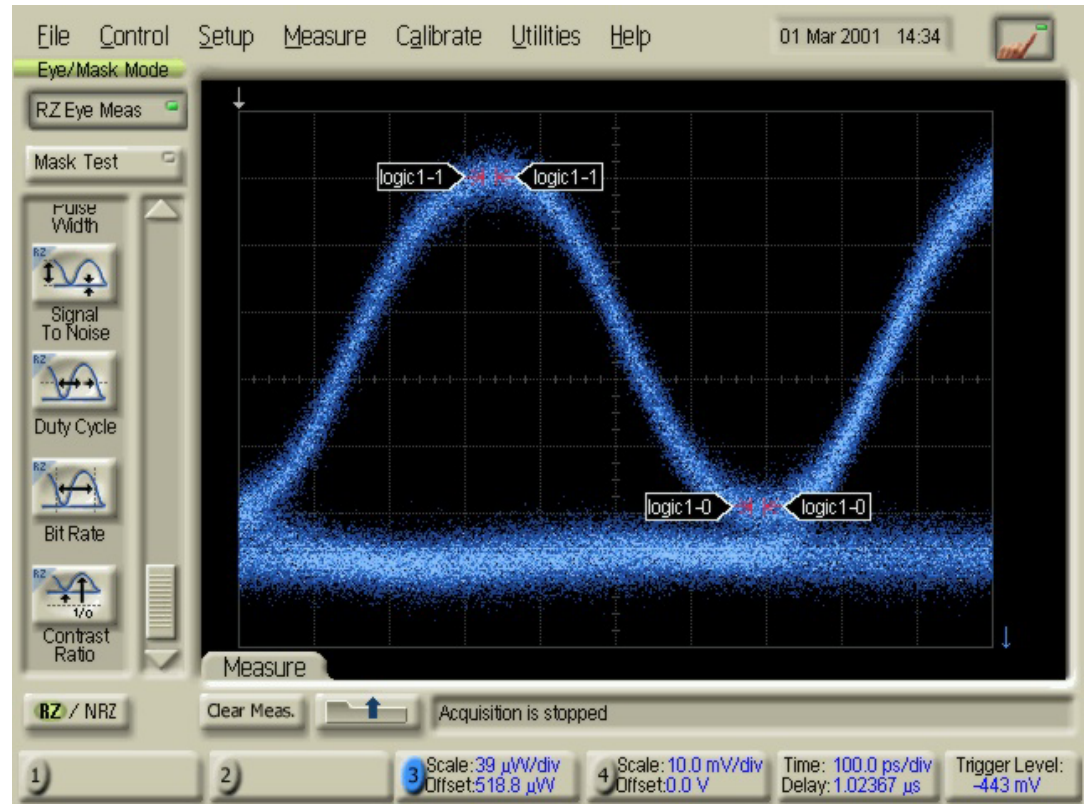 File Control Setup Measure Calibrate Utilities Help 01 Mar 2001 14:34
Eye/Mask Mode
RZ Eye Meas
Mask Test
Pulse
Width
RZ
Signal
To Noise
RZ
Duty Cycle
RZ
Bit Rate
RZ
1/0
Contrast
Ratio
logic1-1 logic1-1
logic1-0 logic1-0
Measure
RZ / NRZ
Clear Meas.
Acquisition is stopped
1)
2)
3) Scale: 39 µW/div
Offset: 518.8 µW
4) Scale: 10.0 mV/div
Offset: 0.0 V
Time: 100.0 ps/div
Delay: 1.02367 µs
Trigger Level:
-443 mV